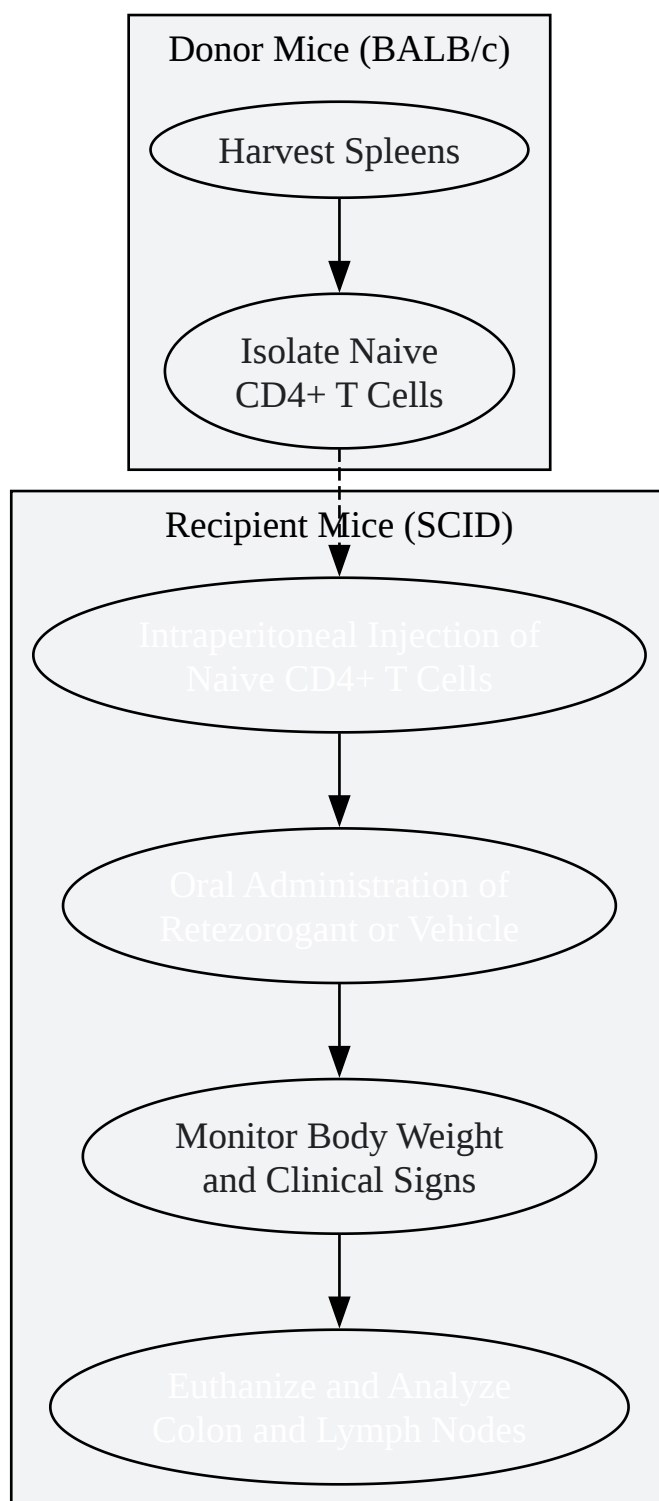 Donor Mice (BALB/c)
Harvest Spleens
Isolate Naive
CD4+ T Cells
Recipient Mice (SCID)
Intraperitoneal Injection of
Naive CD4+ T Cells
Oral Administration of
Retezorogant or Vehicle
Monitor Body Weight
and Clinical Signs
Euthanize and Analyze
Colon and Lymph Nodes